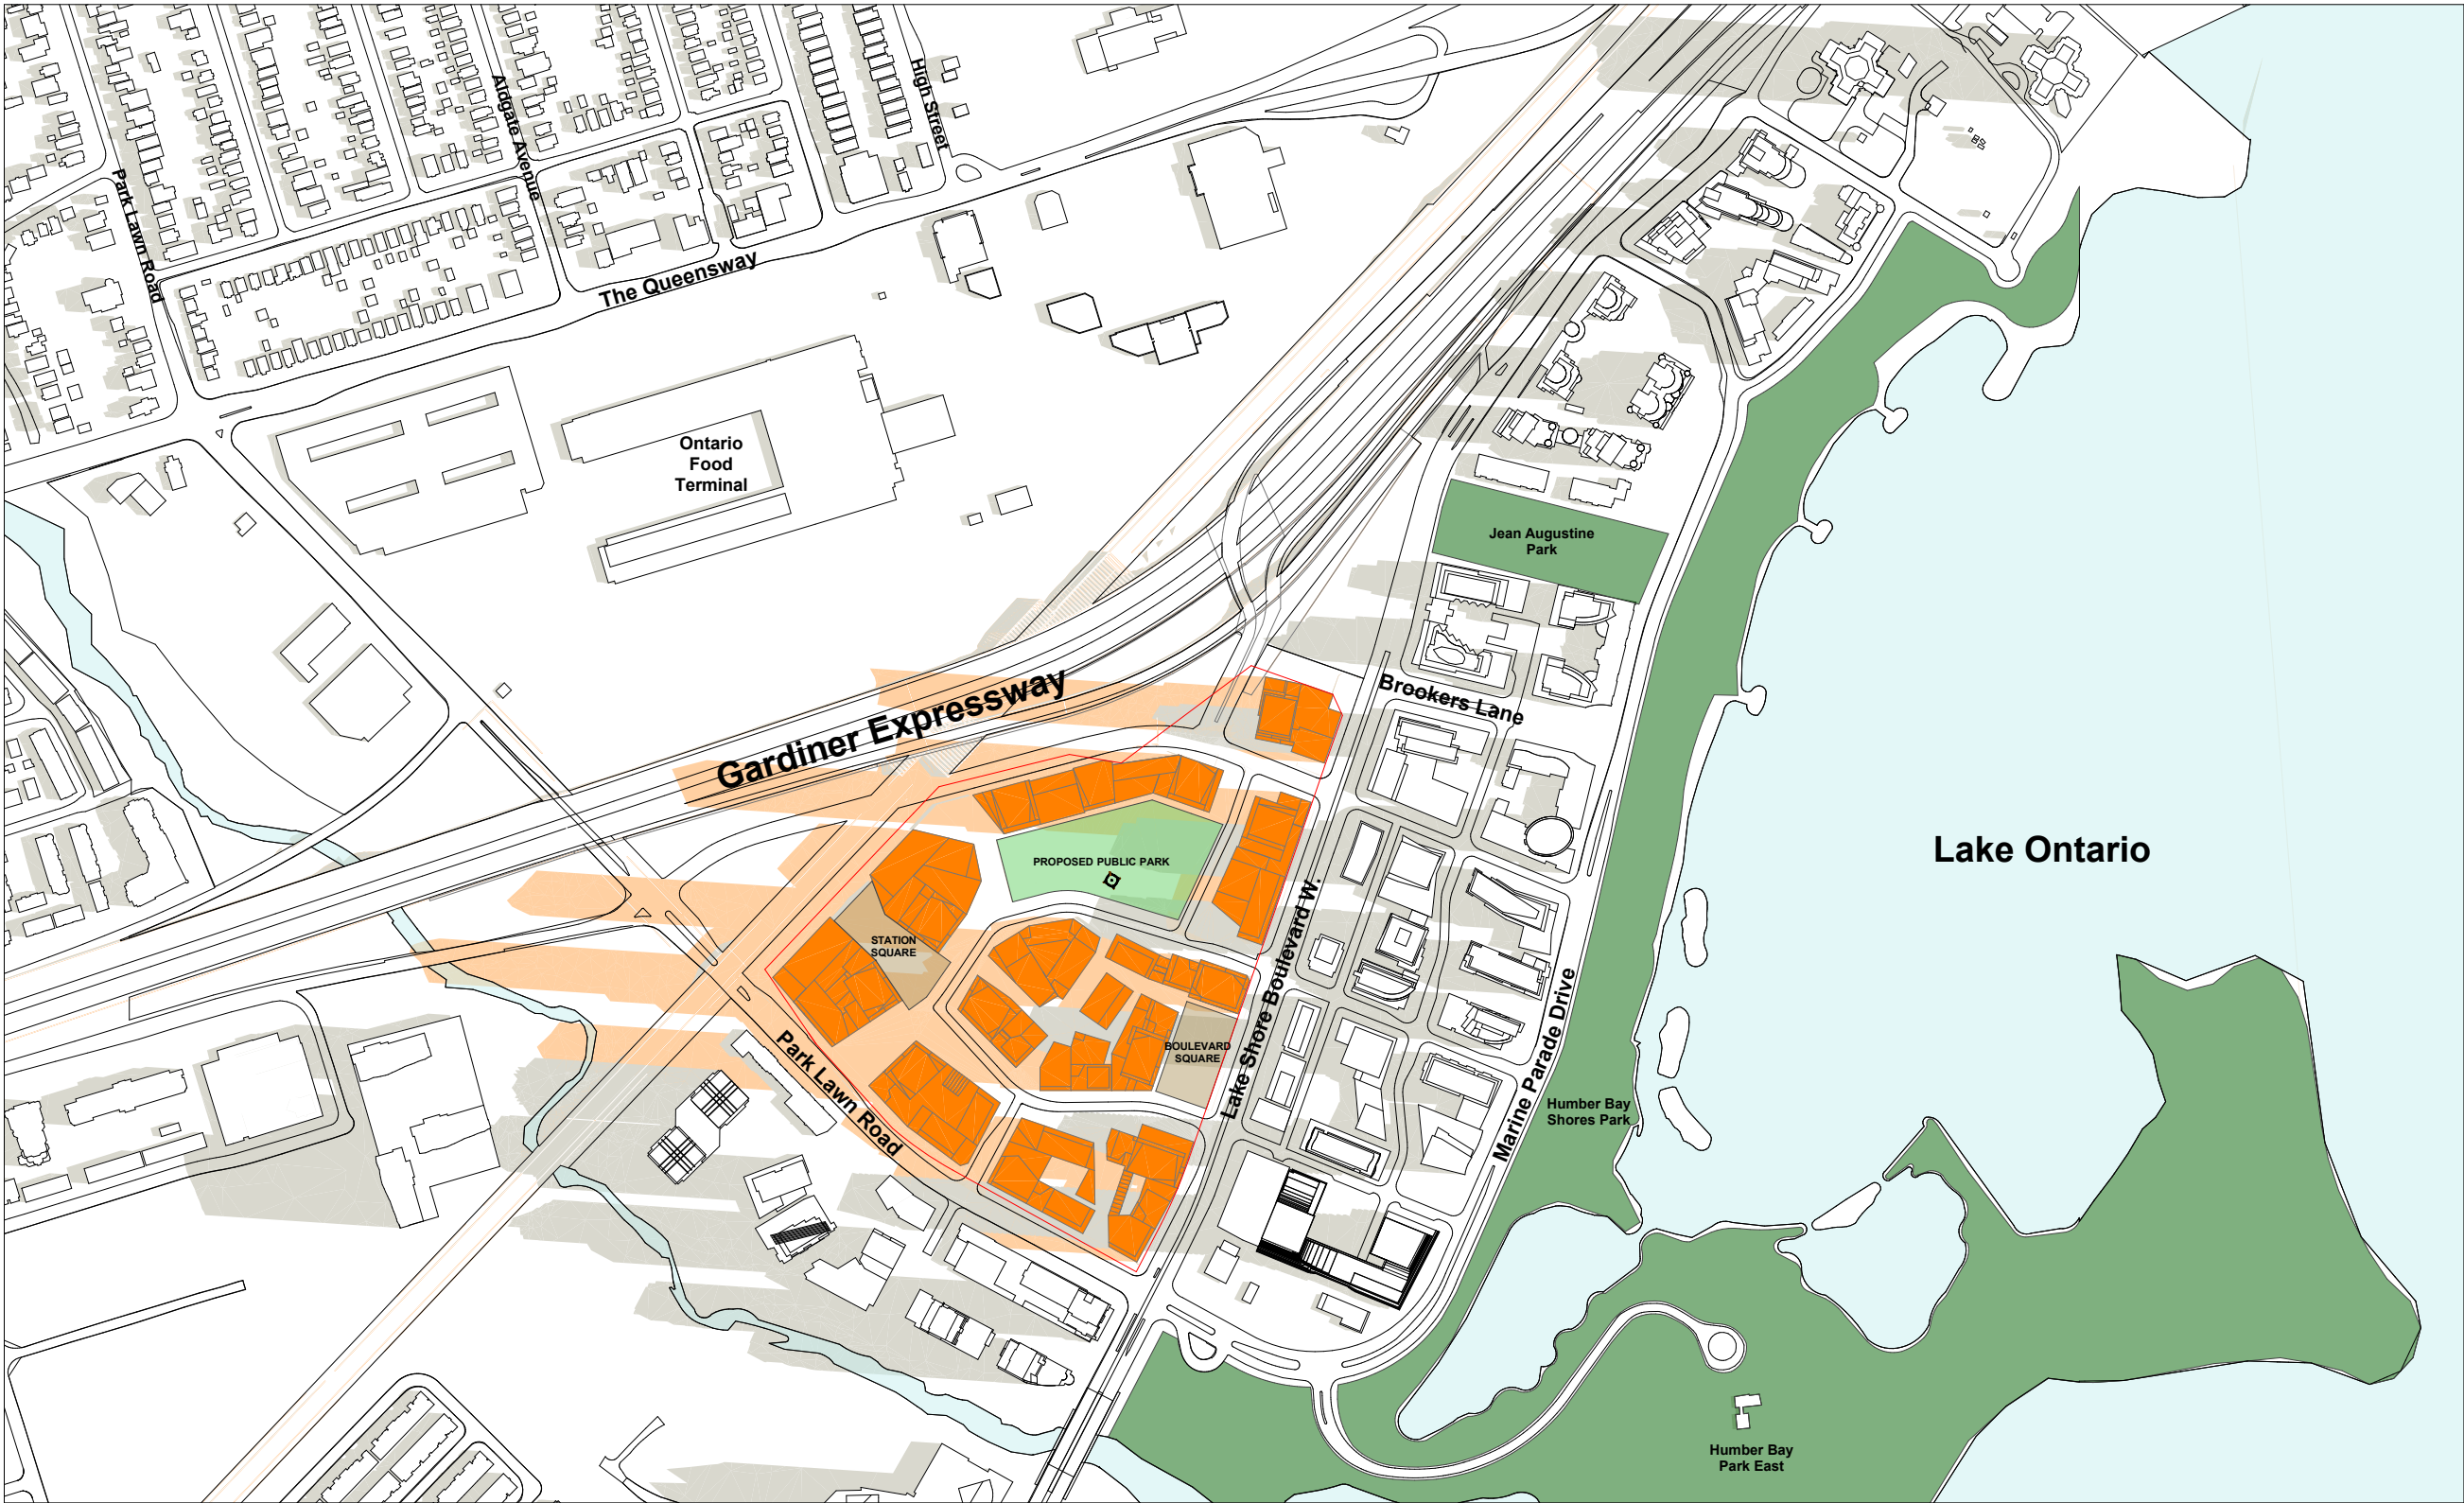 High Street
Aldgate Avenue
Park Lawn Road
The Queensway
Ontario
Food
Terminal
Jean Augustine
Park
Gardiner Expressway
Brookers Lane
Lake Ontario
PROPOSED PUBLIC PARK
STATION
SQUARE
Lake Shore Boulevard W.
BOULEVARD
SQUARE
Park Lawn Road
Marine Parade Drive
Humber Bay
Shores Park
Humber Bay
Park East